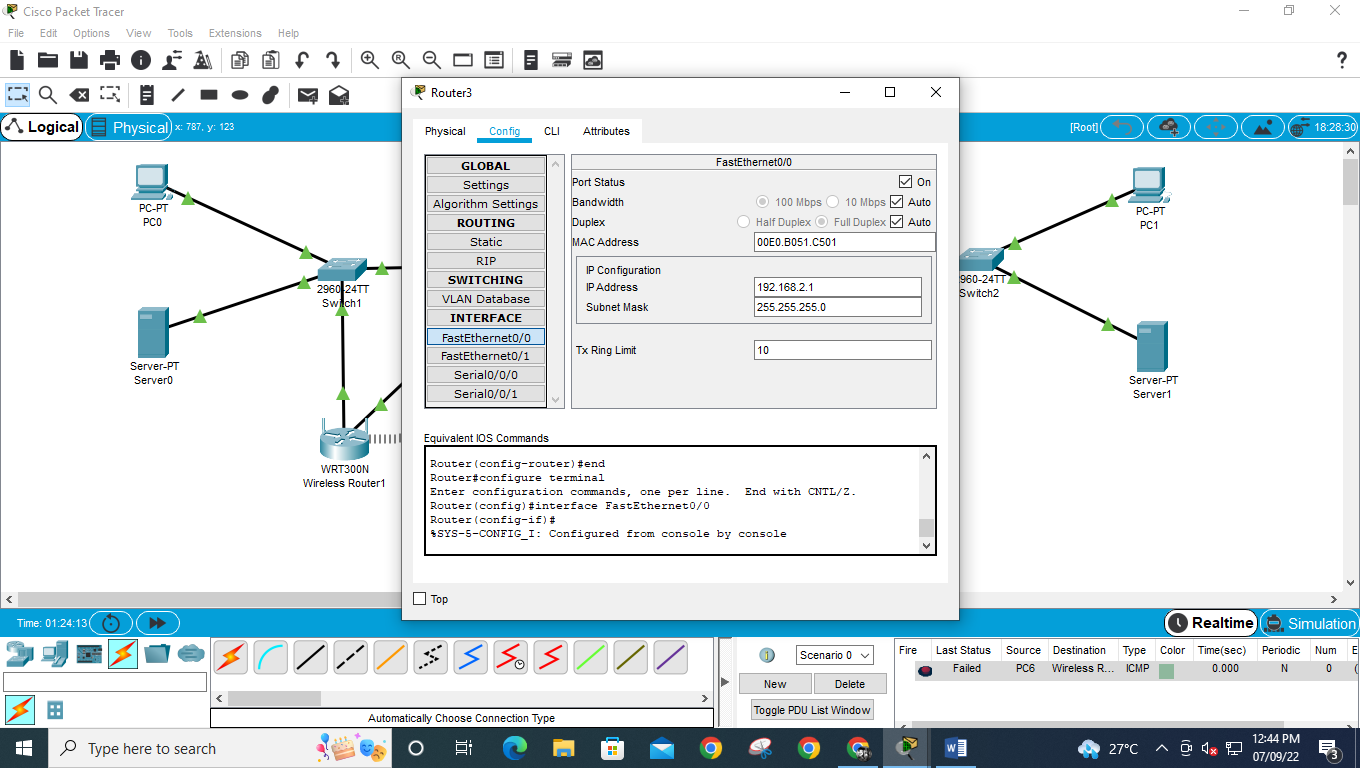 Cisco Packet Tracer
File Edit Options View Tools Extensions Help
Logical Physical x: 787, y: 123
[Root] 18:28:30
PC-PT
PC0
2960-24TT
Switch1
Server-PT
Server0
WRT300N
Wireless Router1
Router3
Physical Config CLI Attributes
GLOBAL
Settings
Algorithm Settings
ROUTING
Static
RIP
SWITCHING
VLAN Database
INTERFACE
FastEthernet0/0
FastEthernet0/1
Serial0/0/0
Serial0/0/1
FastEthernet0/0
Port Status On
Bandwidth 100 Mbps 10 Mbps Auto
Duplex Half Duplex Full Duplex Auto
MAC Address 00E0.B051.C501
IP Configuration
IP Address 192.168.2.1
Subnet Mask 255.255.255.0
Tx Ring Limit 10
Equivalent IOS Commands
Router(config-router)#end
Router#configure terminal
Enter configuration commands, one per line. End with CNTL/Z.
Router(config)#interface FastEthernet0/0
Router(config-if)#
%SYS-5-CONFIG_I: Configured from console by console
Top
PC-PT
PC1
960-24TT
Switch2
Server-PT
Server1
Time: 01:24:13
Realtime Simulation
Automatically Choose Connection Type
Scenario 0
New Delete
Toggle PDU List Window
Fire Last Status Source Destination Type Color Time(sec) Periodic Num E
Failed PC6 Wireless R... ICMP 0.000 N 0 (
Type here to search
27°C
12:44 PM
07/09/22
3